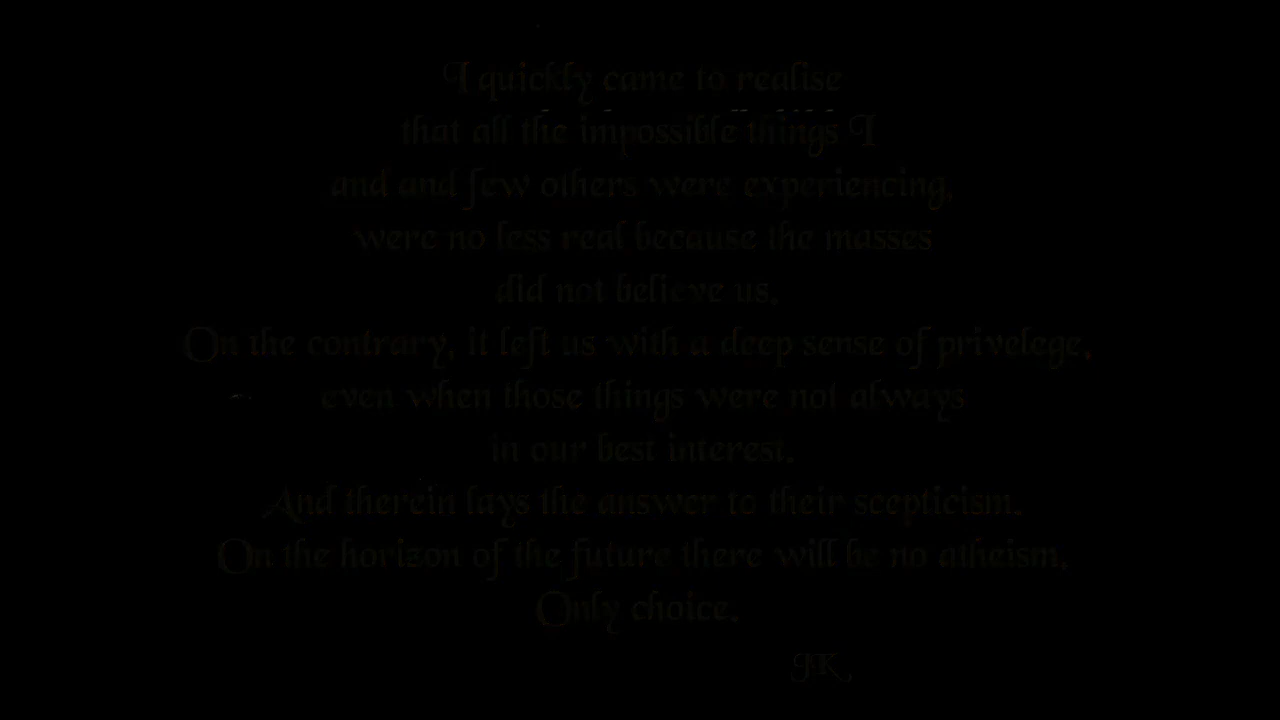 I quickly came to realise
that all the impossible things I
and and few others were experiencing,
were no less real because the masses
did not believe us.
On the contrary, it left us with a deep sense of privelege,
even when those things were not always
in our best interest.
And therein lays the answer to their scepticism.
On the horizon of the future there will be no atheism,
Only choice.
JK